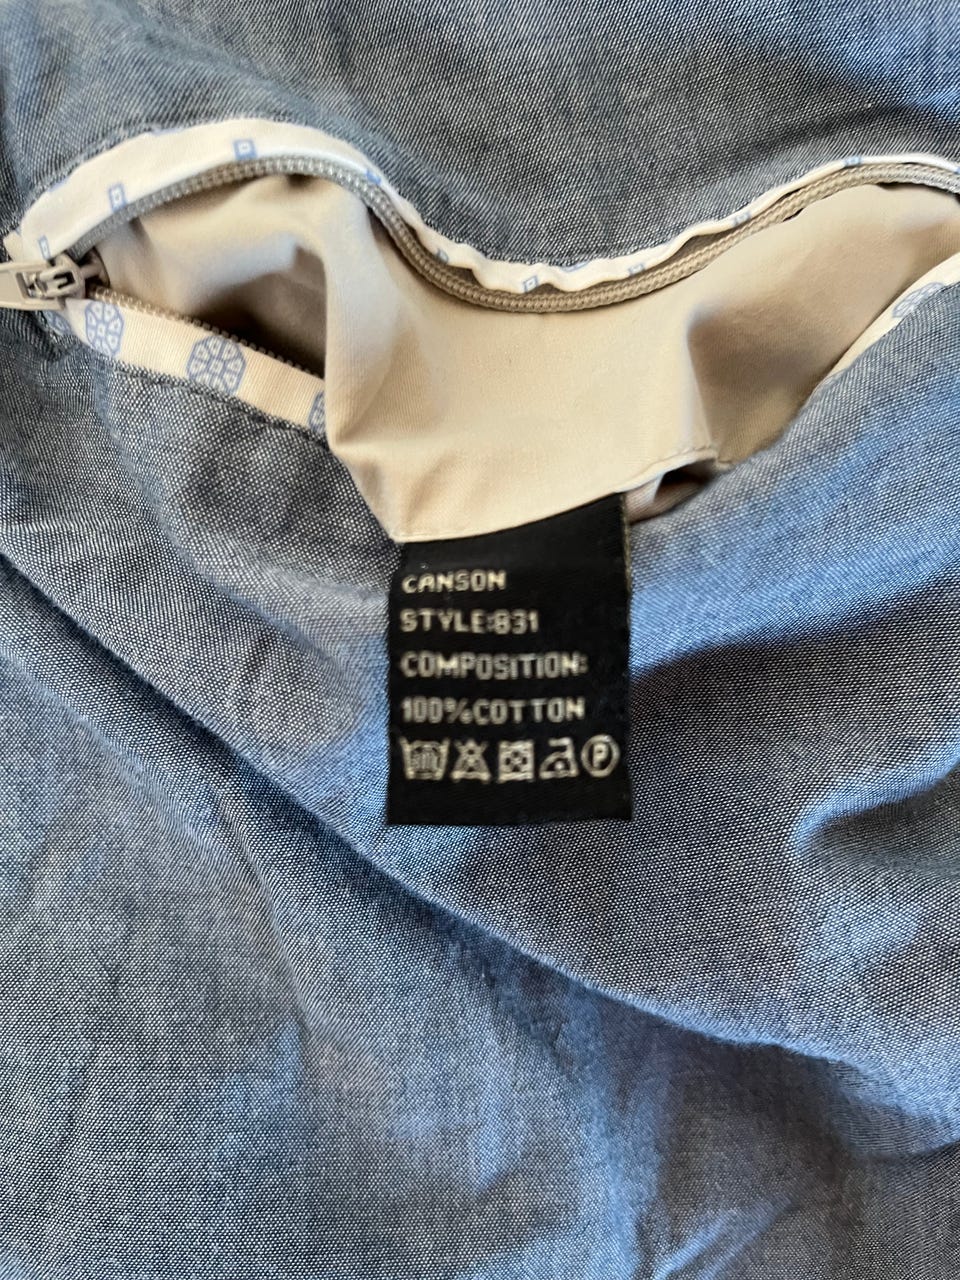 CANSON
STYLE:831
COMPOSITION:
100%COTTON
P